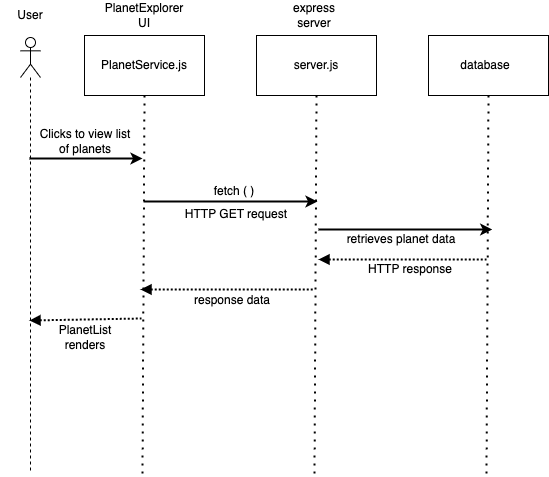 User
PlanetExplorer
UI
express
server
PlanetService.js
server.js
database
Clicks to view list
of planets
fetch ( )
HTTP GET request
retrieves planet data
HTTP response
response data
PlanetList
renders